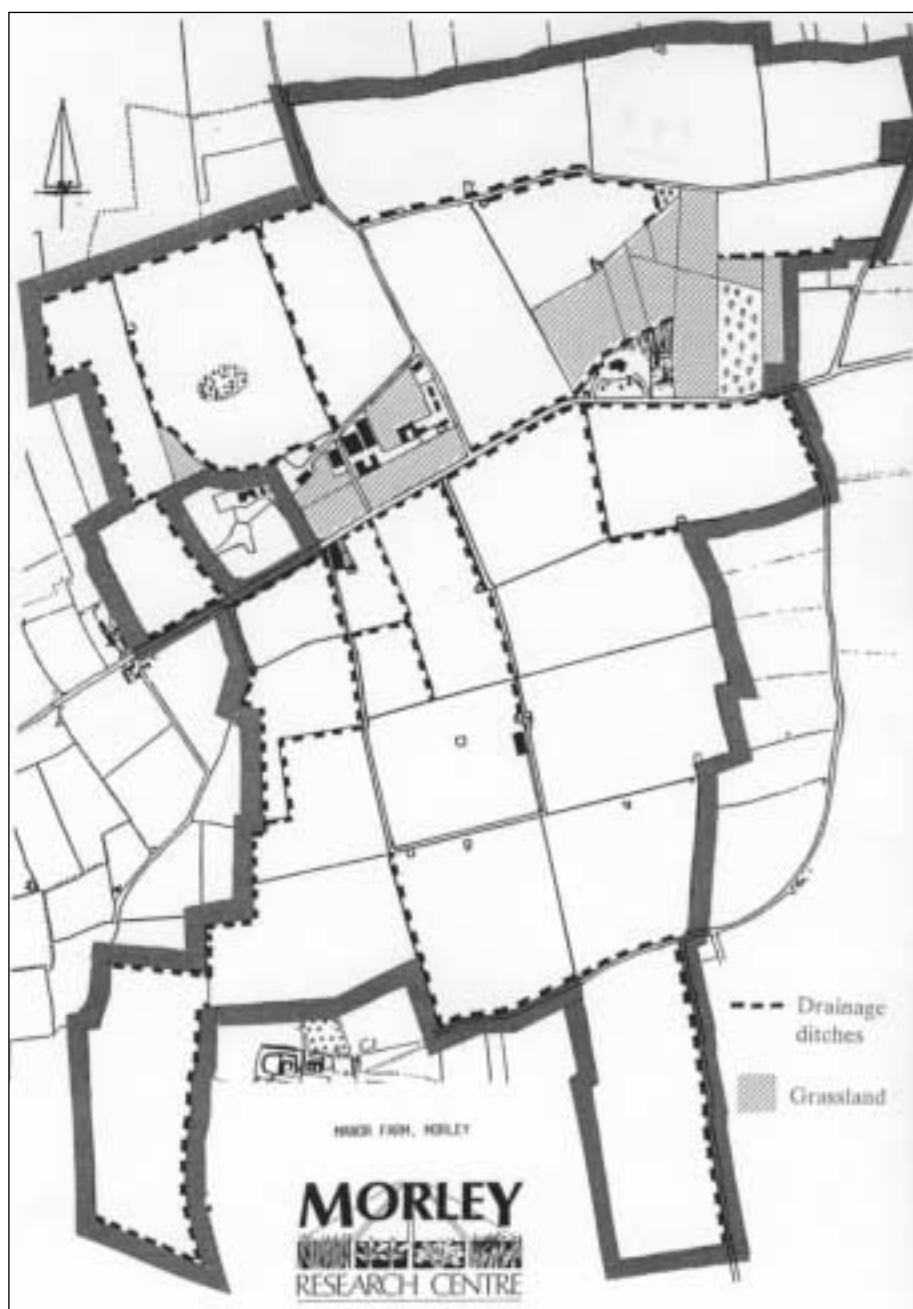 Drainage
ditches
Grassland
MANOR FARM, MORLEY
MORLEY
RESEARCH CENTRE